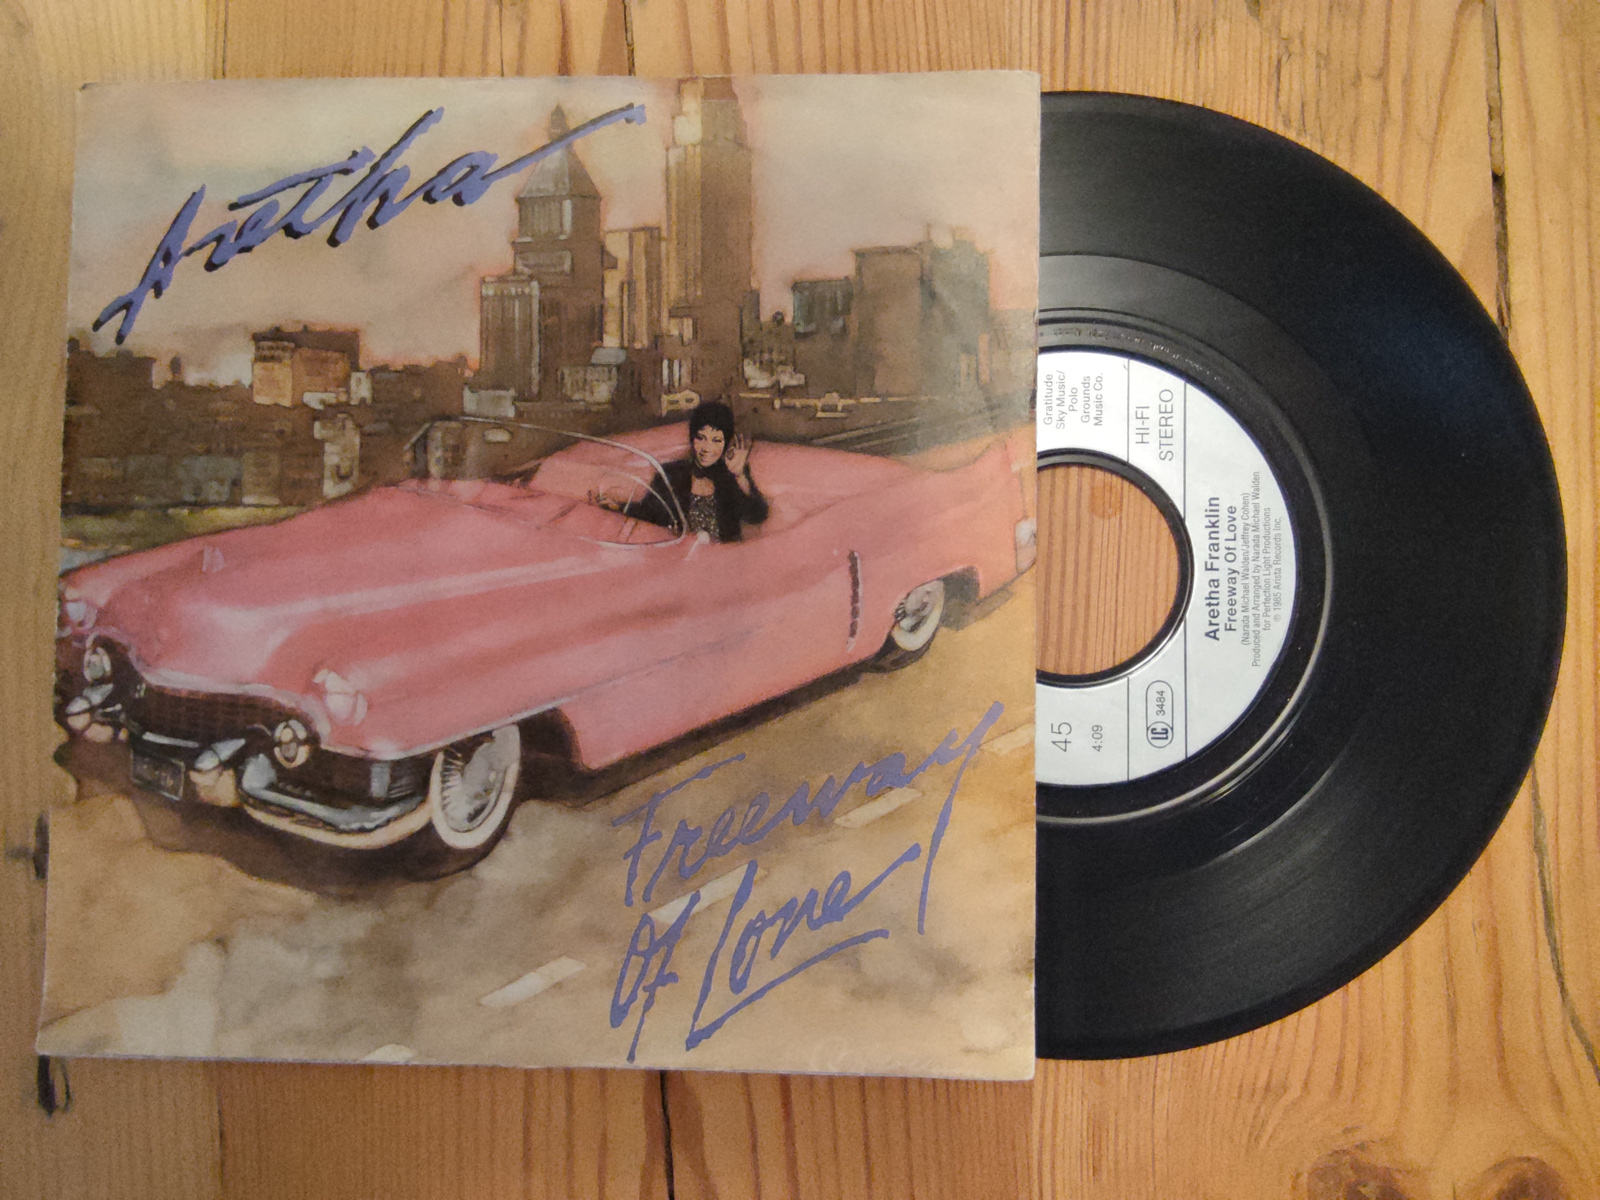 Aretha
Freeway
Of Love
Gratitude
Sky Music/
Polo
Grounds
Music Co.
HI-FI
STEREO
Aretha Franklin
Freeway Of Love
(Narada Michael Walden/Jeffrey Cohen)
Produced and Arranged by Narada Michael Walden
for Perfection Light Productions
℗ 1985 Arista Records Inc.
45
4:09
LC 3484